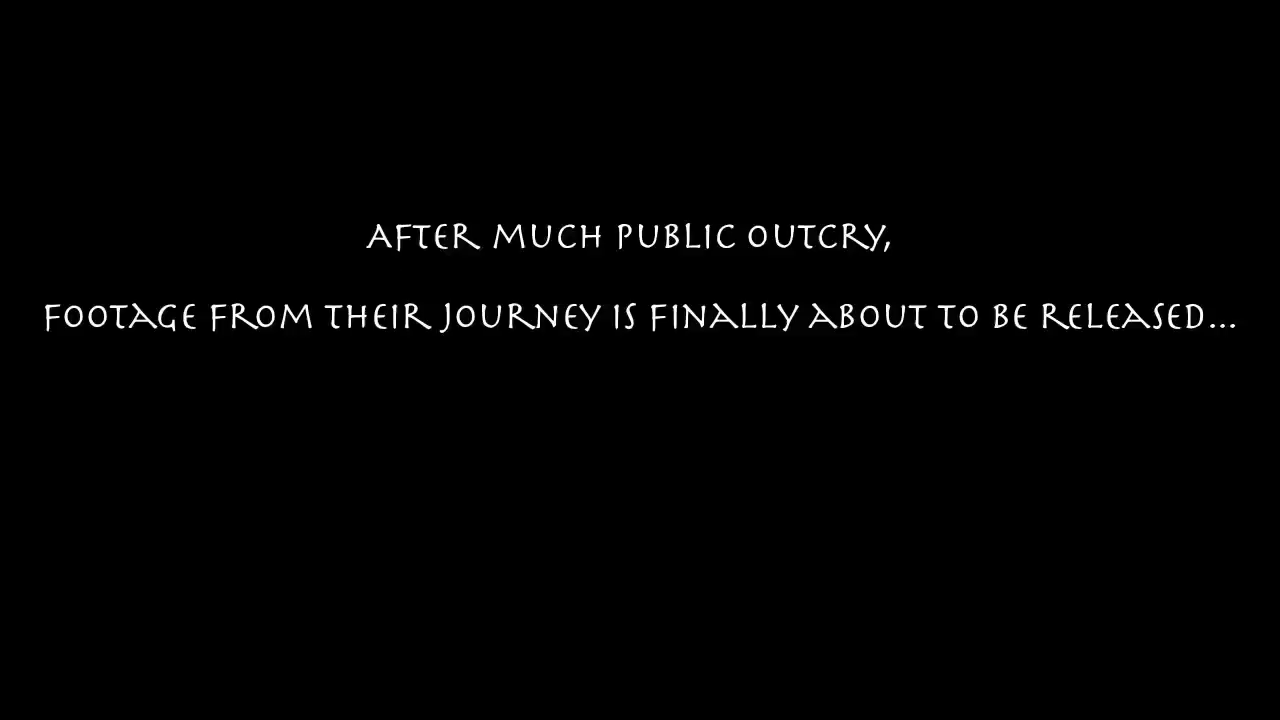 After much public outcry,
footage from their journey is finally about to be released...